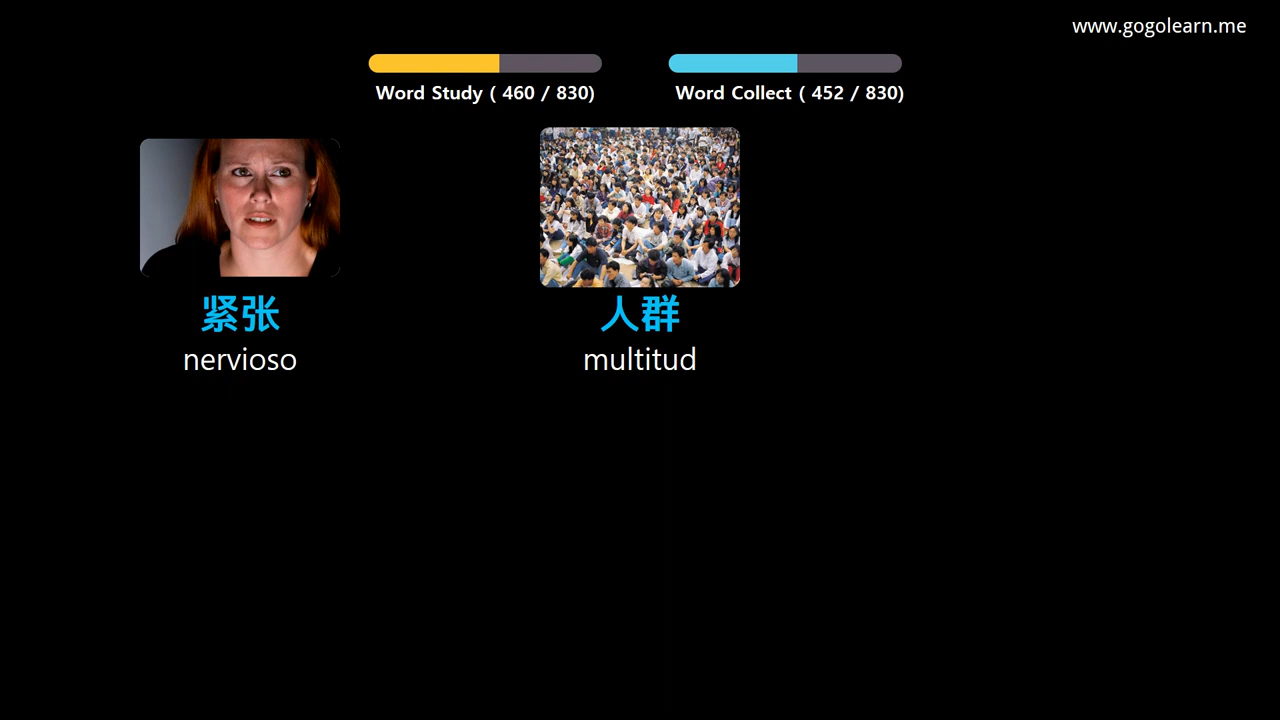 www.gogolearn.me
Word Study ( 460 / 830)
Word Collect ( 452 / 830)
紧张
nervioso
人群
multitud